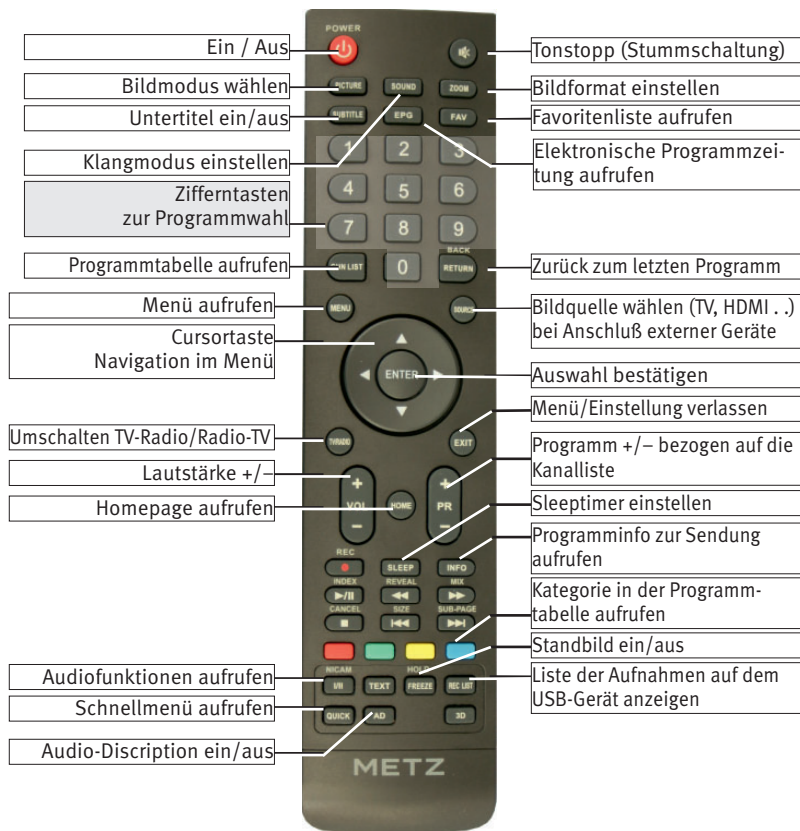 POWER
Ein / Aus
Tonstopp (Stummschaltung)
Bildmodus wählen
PICTURE
SOUND
ZOOM
Bildformat einstellen
Untertitel ein/aus
SUBTITLE
EPG
FAV
Favoritenliste aufrufen
Klangmodus einstellen
1
2
3
Elektronische Programmzei-
tung aufrufen
Zifferntasten
zur Programmwahl
4
5
6
7
8
9
BACK
Programmtabelle aufrufen
0
RETURN
Zurück zum letzten Programm
Menü aufrufen
MENU
SOURCE
Bildquelle wählen (TV, HDMI . .)
bei Anschluß externer Geräte
Cursortaste
Navigation im Menü
ENTER
Auswahl bestätigen
Menü/Einstellung verlassen
Umschalten TV-Radio/Radio-TV
TV/RADIO
EXIT
Programm +/– bezogen auf die
Kanalliste
Lautstärke +/–
+
VOL
–
+
PR
–
Homepage aufrufen
HOME
Sleeptimer einstellen
REC
SLEEP
INFO
Programminfo zur Sendung
aufrufen
INDEX
REVEAL
MIX
CANCEL
SIZE
SUB-PAGE
Kategorie in der Programm-
tabelle aufrufen
Standbild ein/aus
NICAM
HOLD
Audiofunktionen aufrufen
I/II
TEXT
FREEZE
REC LIST
Liste der Aufnahmen auf dem
USB-Gerät anzeigen
Schnellmenü aufrufen
QUICK
AD
3D
Audio-Discription ein/aus
METZ